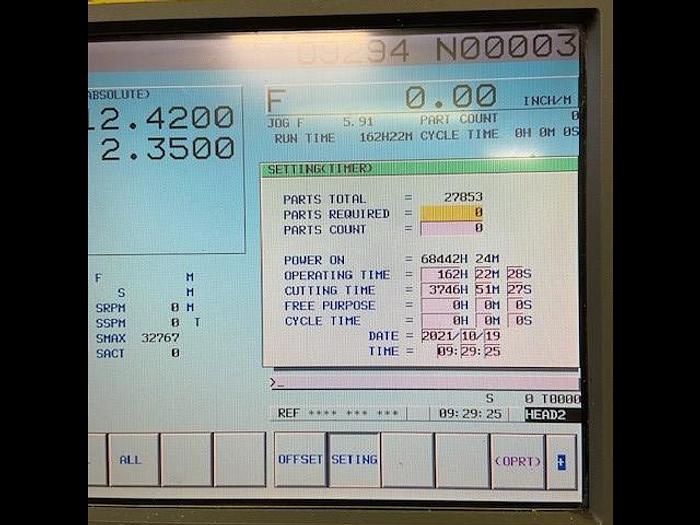 O9294 N00003
ABSOLUTE)
12.4200
2.3500
F 0.00 INCH/M
JOG F 5.91 PART COUNT 0
RUN TIME 162H22M CYCLE TIME 0H 0M 0S
SETTING(TIMER)
PARTS TOTAL = 27853
PARTS REQUIRED = 0
PARTS COUNT = 0
POWER ON = 68442H 24M
OPERATING TIME = 162H 22M 28S
CUTTING TIME = 3746H 51M 27S
FREE PURPOSE = 0H 0M 0S
CYCLE TIME = 0H 0M 0S
DATE = 2021/10/19
TIME = 09:29:25
F M
S M
SRPM 0 M
SSPM 0 T
SMAX 32767
SACT 0
>_
S 0 T0000
REF **** *** *** 09:29:25 HEAD2
ALL OFFSET SETING (OPRT) +